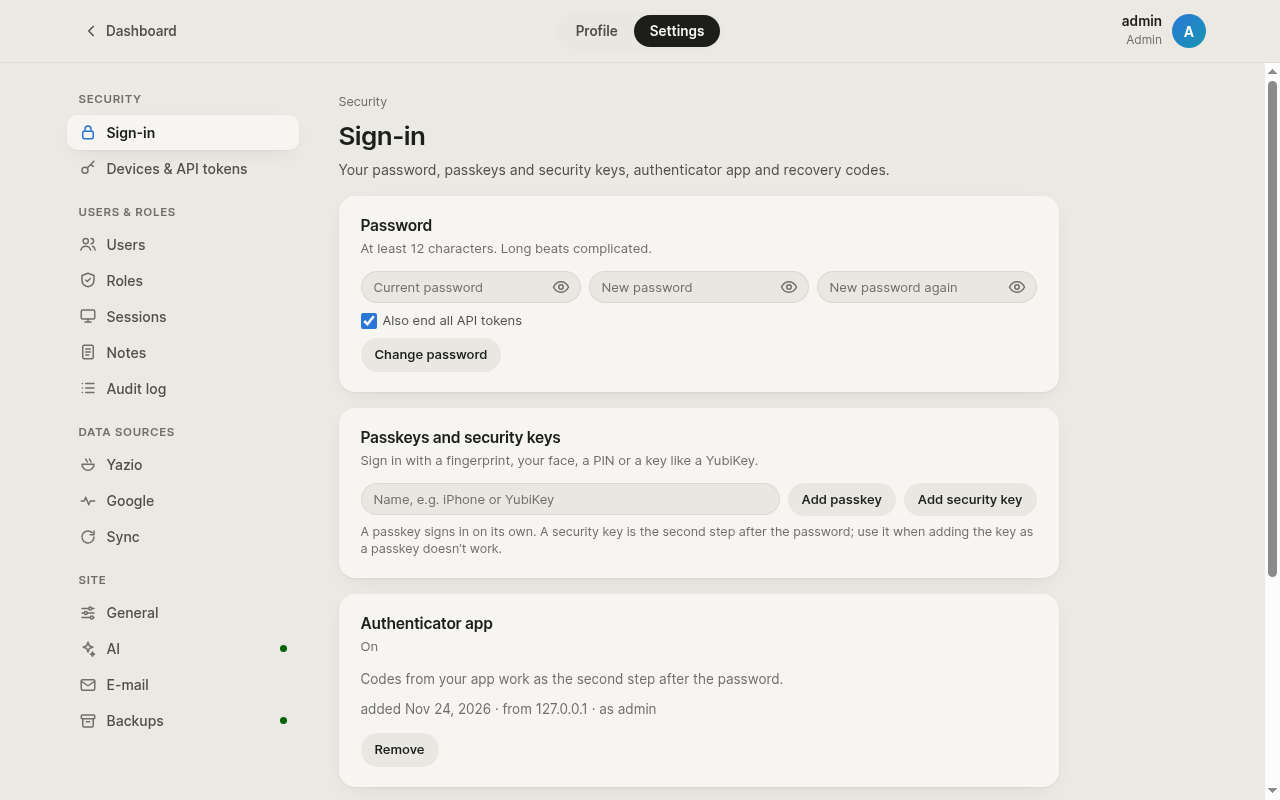 Dashboard
Profile
Settings
admin
Admin
A
SECURITY
Sign-in
Devices & API tokens
USERS & ROLES
Users
Roles
Sessions
Notes
Audit log
DATA SOURCES
Yazio
Google
Sync
SITE
General
AI
E-mail
Backups
Security
Sign-in
Your password, passkeys and security keys, authenticator app and recovery codes.
Password
At least 12 characters. Long beats complicated.
Current password
New password
New password again
Also end all API tokens
Change password
Passkeys and security keys
Sign in with a fingerprint, your face, a PIN or a key like a YubiKey.
Name, e.g. iPhone or YubiKey
Add passkey
Add security key
A passkey signs in on its own. A security key is the second step after the password; use it when adding the key as
a passkey doesn’t work.
Authenticator app
On
Codes from your app work as the second step after the password.
added Nov 24, 2026 · from 127.0.0.1 · as admin
Remove